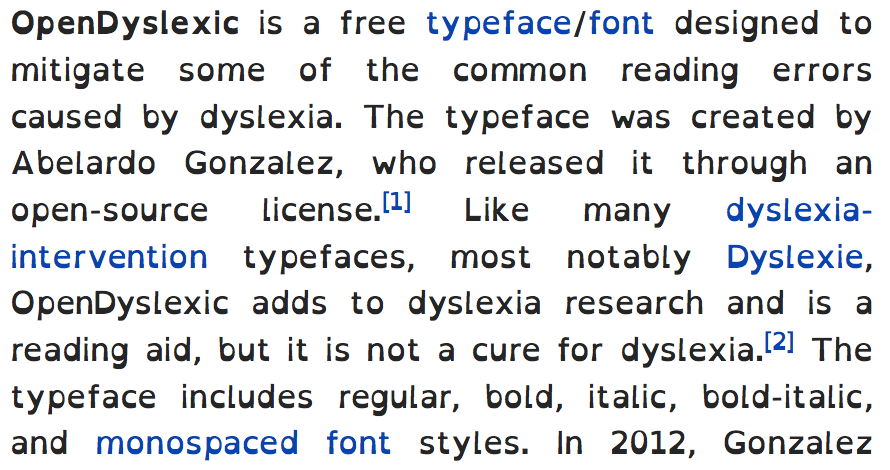 OpenDyslexic is a free typeface/font designed to
mitigate some of the common reading errors
caused by dyslexia. The typeface was created by
Abelardo Gonzalez, who released it through an
open-source license.[1] Like many dyslexia-
intervention typefaces, most notably Dyslexie,
OpenDyslexic adds to dyslexia research and is a
reading aid, but it is not a cure for dyslexia.[2] The
typeface includes regular, bold, italic, bold-italic,
and monospaced font styles. In 2012, Gonzalez